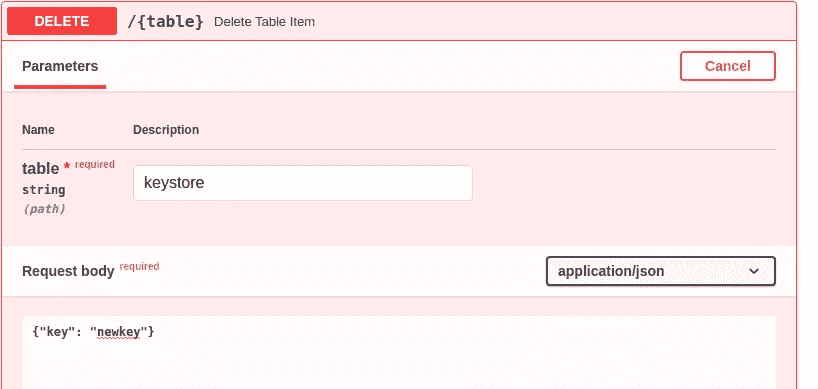 DELETE /{table} Delete Table Item
Parameters Cancel
Name Description
table * required
string
(path)
keystore
Request body required application/json
{"key": "newkey"}